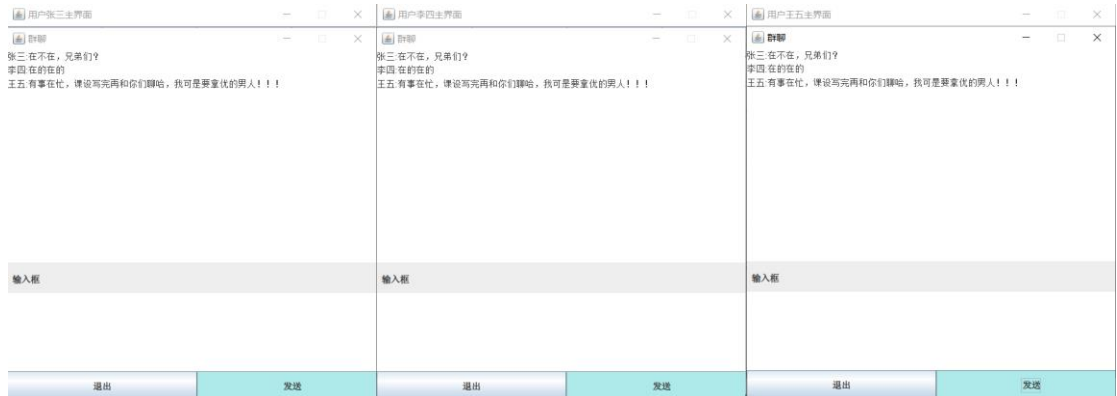 用户张三主界面
群聊
张三:在不在，兄弟们？
李四:在的在的
王五:有事在忙，课设写完再和你们聊哈，我可是要拿优的男人！！！
输入框
退出
发送
用户李四主界面
群聊
张三:在不在，兄弟们？
李四:在的在的
王五:有事在忙，课设写完再和你们聊哈，我可是要拿优的男人！！！
输入框
退出
发送
用户王五主界面
群聊
张三:在不在，兄弟们？
李四:在的在的
王五:有事在忙，课设写完再和你们聊哈，我可是要拿优的男人！！！
输入框
退出
发送